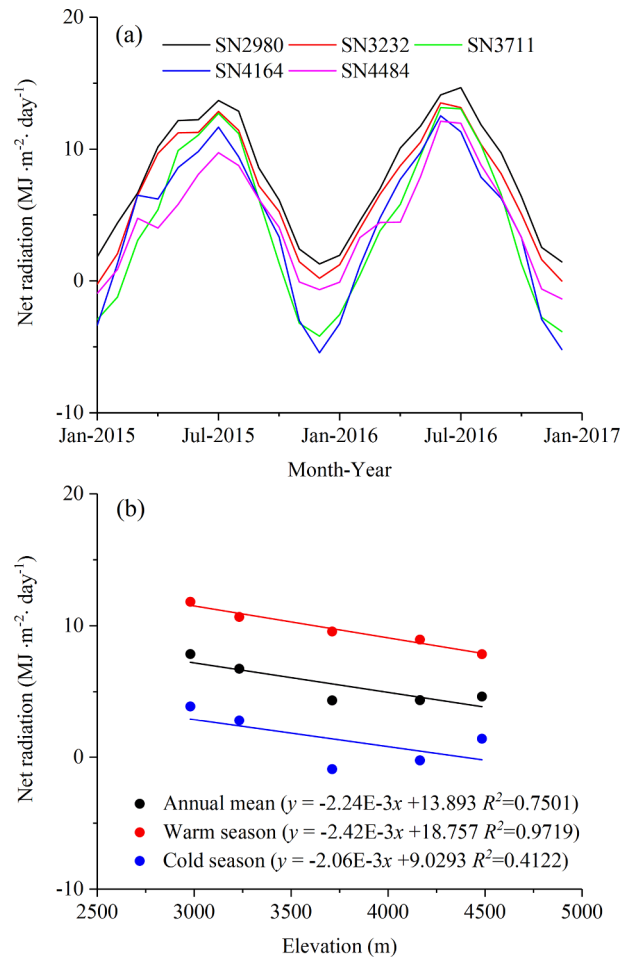 (a)
SN2980 SN3232 SN3711
SN4164 SN4484
20
10
0
-10
Net radiation (MJ ·m⁻²· day⁻¹)
Jan-2015 Jul-2015 Jan-2016 Jul-2016 Jan-2017
Month-Year
(b)
20
10
0
-10
Net radiation (MJ ·m⁻²· day⁻¹)
Annual mean (y = -2.24E-3x +13.893 R²=0.7501)
Warm season (y = -2.42E-3x +18.757 R²=0.9719)
Cold season (y = -2.06E-3x +9.0293 R²=0.4122)
2500 3000 3500 4000 4500 5000
Elevation (m)